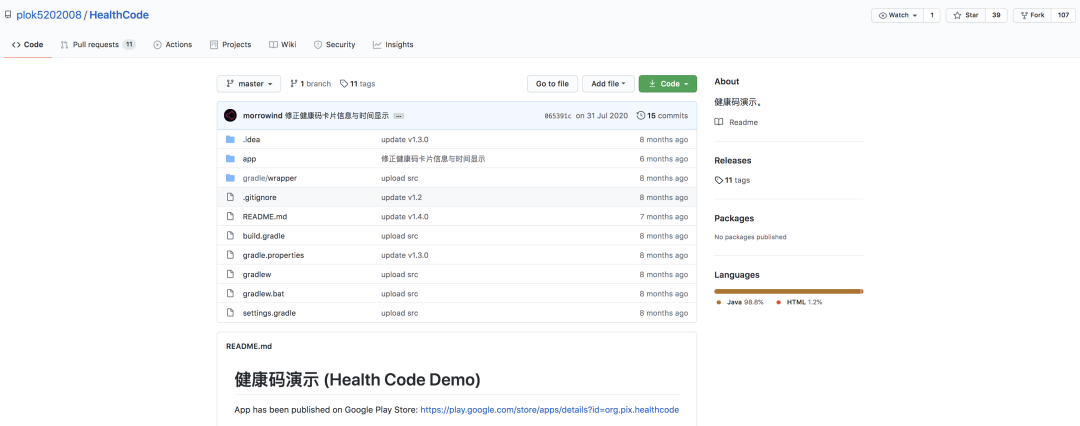 plok5202008 / HealthCode
Watch 1 Star 39 Fork 107
Code Pull requests 11 Actions Projects Wiki Security Insights
master 1 branch 11 tags Go to file Add file Code
morrowind 修正健康码卡片信息与时间显示 ... 065391c on 31 Jul 2020 15 commits
.idea update v1.3.0 8 months ago
app 修正健康码卡片信息与时间显示 6 months ago
gradle/wrapper upload src 8 months ago
.gitignore update v1.2 8 months ago
README.md update v1.4.0 7 months ago
build.gradle upload src 8 months ago
gradle.properties update v1.3.0 8 months ago
gradlew upload src 8 months ago
gradlew.bat upload src 8 months ago
settings.gradle upload src 8 months ago
README.md
健康码演示 (Health Code Demo)
App has been published on Google Play Store: https://play.google.com/store/apps/details?id=org.pix.healthcode
About
健康码演示。
Readme
Releases
11 tags
Packages
No packages published
Languages
Java 98.8% HTML 1.2%